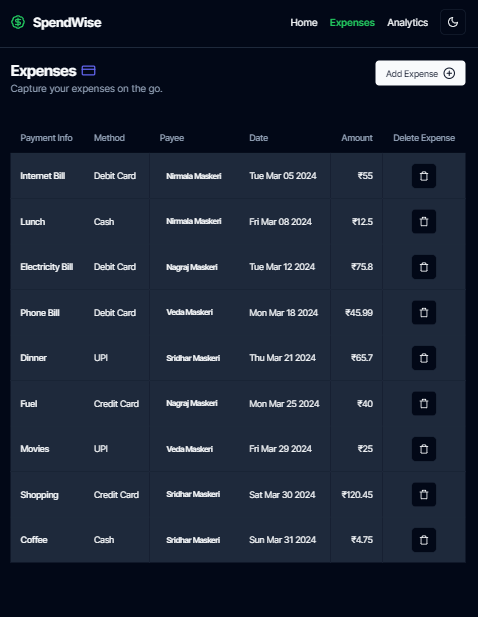 SpendWise
Home Expenses Analytics
Expenses
Add Expense
Capture your expenses on the go.
Payment Info Method Payee Date Amount Delete Expense
Internet Bill Debit Card Nirmala Maskeri Tue Mar 05 2024 ₹55
Lunch Cash Nirmala Maskeri Fri Mar 08 2024 ₹12.5
Electricity Bill Debit Card Nagraj Maskeri Tue Mar 12 2024 ₹75.8
Phone Bill Debit Card Veda Maskeri Mon Mar 18 2024 ₹45.99
Dinner UPI Sridhar Maskeri Thu Mar 21 2024 ₹65.7
Fuel Credit Card Nagraj Maskeri Mon Mar 25 2024 ₹40
Movies UPI Veda Maskeri Fri Mar 29 2024 ₹25
Shopping Credit Card Sridhar Maskeri Sat Mar 30 2024 ₹120.45
Coffee Cash Sridhar Maskeri Sun Mar 31 2024 ₹4.75